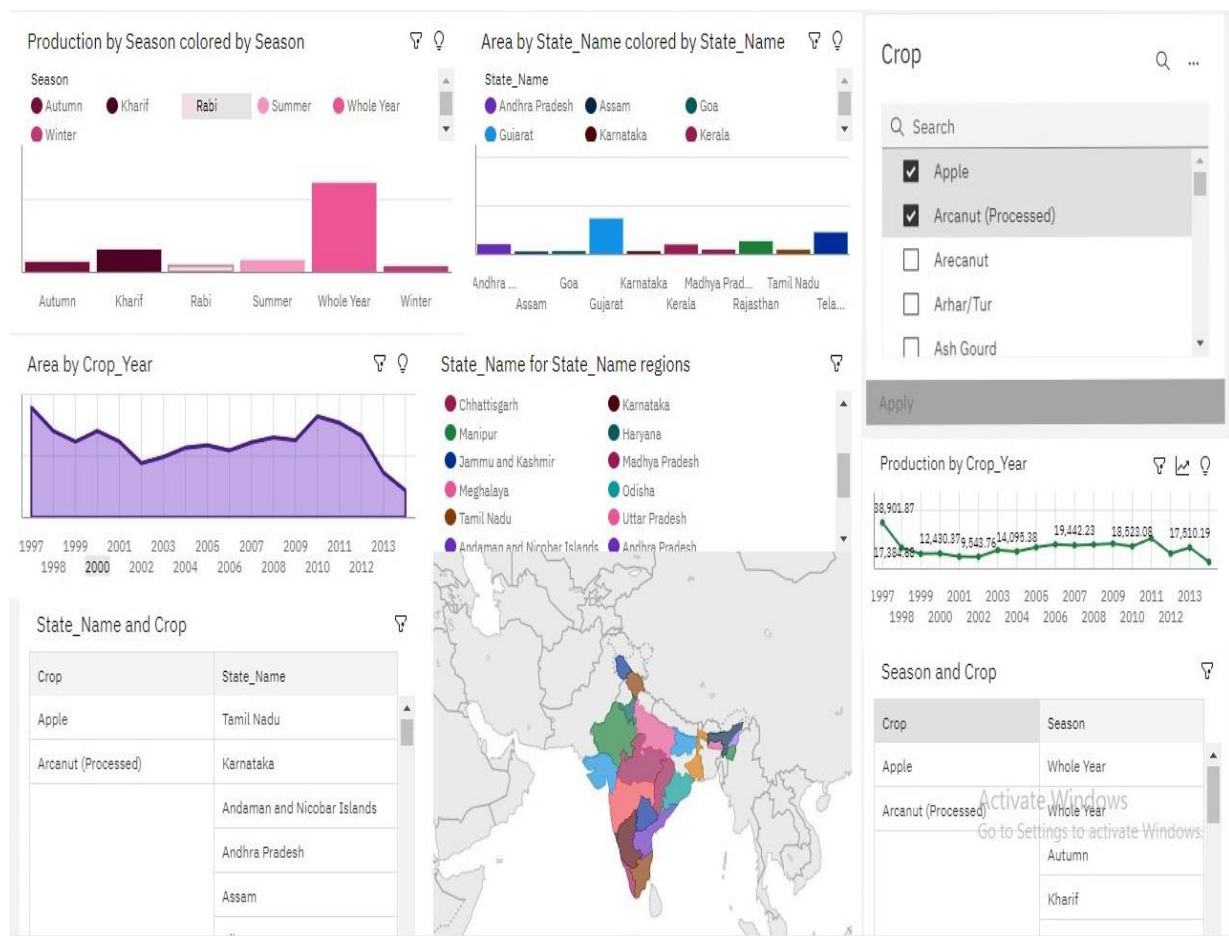 Production by Season colored by Season
Season
Autumn Kharif Rabi Summer Whole Year
Winter
Autumn Kharif Rabi Summer Whole Year Winter
Area by State_Name colored by State_Name
State_Name
Andhra Pradesh Assam Goa
Gujarat Karnataka Kerala
Andhra ... Goa Karnataka Madhya Prad... Tamil Nadu
Assam Gujarat Kerala Rajasthan Tela...
Crop
Search
Apple
Arcanut (Processed)
Arecanut
Arhar/Tur
Ash Gourd
Apply
Area by Crop_Year
1997 1999 2001 2003 2005 2007 2009 2011 2013
1998 2000 2002 2004 2006 2008 2010 2012
State_Name for State_Name regions
Chhattisgarh Karnataka
Manipur Haryana
Jammu and Kashmir Madhya Pradesh
Meghalaya Odisha
Tamil Nadu Uttar Pradesh
Andaman and Nicobar Islands Andhra Pradesh
Production by Crop_Year
38,901.87
12,430.37 9,543.76 14,095.38 19,442.23 18,523.08 17,510.19
1997 1999 2001 2003 2005 2007 2009 2011 2013
1998 2000 2002 2004 2006 2008 2010 2012
State_Name and Crop
Crop State_Name
Apple Tamil Nadu
Arcanut (Processed) Karnataka
Andaman and Nicobar Islands
Andhra Pradesh
Assam
Season and Crop
Crop Season
Apple Whole Year
Arcanut (Processed) Whole Year
Autumn
Kharif
Activate Windows
Go to Settings to activate Windows.